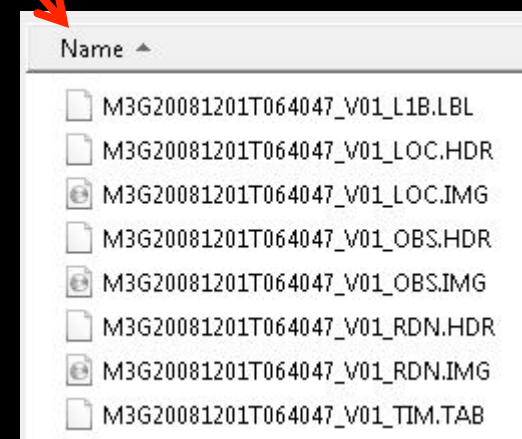 Name
M3G20081201T064047_V01_L1B.LBL
M3G20081201T064047_V01_LOC.HDR
M3G20081201T064047_V01_LOC.IMG
M3G20081201T064047_V01_OBS.HDR
M3G20081201T064047_V01_OBS.IMG
M3G20081201T064047_V01_RDN.HDR
M3G20081201T064047_V01_RDN.IMG
M3G20081201T064047_V01_TIM.TAB